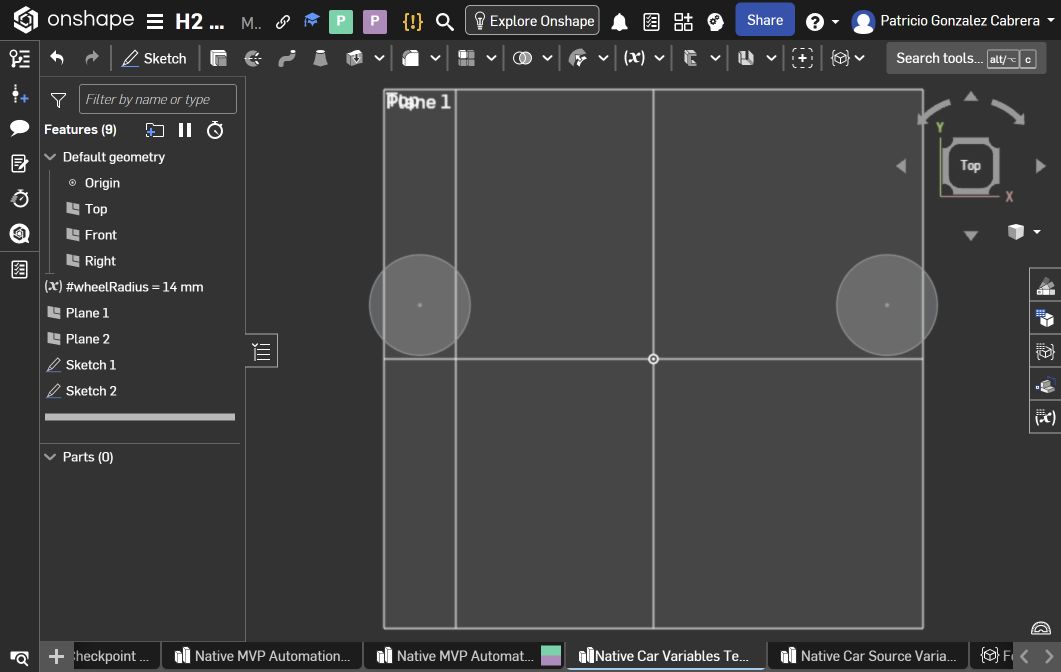 onshape H2 ... M... P P {!} Explore Onshape Share ? Patricio Gonzalez Cabrera
Sketch (x) Search tools... alt/⌥ c
Filter by name or type
Features (9)
Default geometry
Origin
Top
Front
Right
(x) #wheelRadius = 14 mm
Plane 1
Plane 2
Sketch 1
Sketch 2
Parts (0)
Top
Plane 1
Y
Top
X
(x)
Checkpoint ... Native MVP Automation... Native MVP Automat... Native Car Variables Te... Native Car Source Varia...